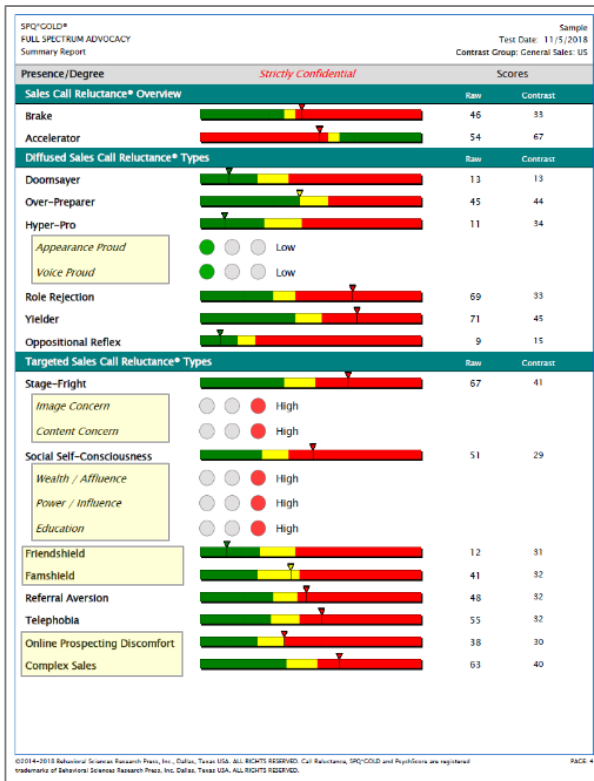 SPQ*GOLD® Sample
FULL SPECTRUM ADVOCACY Test Date: 11/5/2018
Summary Report Contrast Group: General Sales: US
Presence/Degree Strictly Confidential Scores
Sales Call Reluctance® Overview Raw Contrast
Brake 46 33
Accelerator 54 67
Diffused Sales Call Reluctance® Types Raw Contrast
Doomsayer 13 13
Over-Preparer 45 44
Hyper-Pro 11 34
Appearance Proud Low
Voice Proud Low
Role Rejection 69 33
Yielder 71 45
Oppositional Reflex 9 15
Targeted Sales Call Reluctance® Types Raw Contrast
Stage-Fright 67 41
Image Concern High
Content Concern High
Social Self-Consciousness 51 29
Wealth / Affluence High
Power / Influence High
Education High
Friendshield 12 31
Famshield 41 32
Referral Aversion 48 32
Telephobia 55 32
Online Prospecting Discomfort 38 30
Complex Sales 63 40
©2014-2018 Behavioral Sciences Research Press, Inc., Dallas, Texas USA. ALL RIGHTS RESERVED. Call Reluctance, SPQ*GOLD and PsychScore are registered PAGE: 4
trademarks of Behavioral Sciences Research Press, Inc. Dallas, Texas USA. ALL RIGHTS RESERVED.